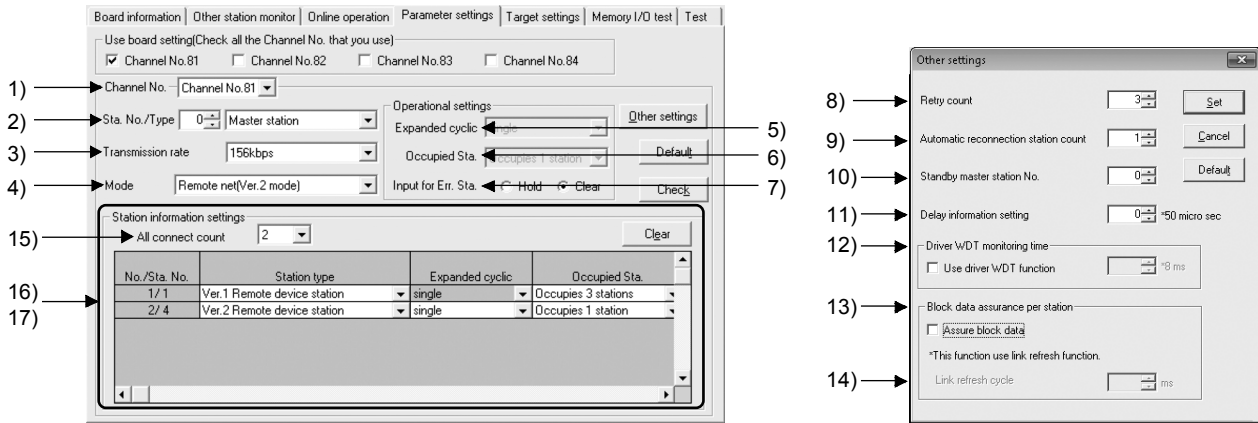 Board information Other station monitor Online operation Parameter settings Target settings Memory I/O test Test
Use board setting(Check all the Channel No. that you use)
Channel No.81 Channel No.82 Channel No.83 Channel No.84
1) Channel No. Channel No.81
2) Sta. No./Type 0 Master station
3) Transmission rate 156kbps
4) Mode Remote net(Ver.2 mode)
Operational settings
Expanded cyclic single 5)
Occupied Sta. Occupies 1 station 6)
Input for Err. Sta. Hold Clear 7)
Other settings
Default
Check
Station information settings
15) All connect count 2 Clear
No./Sta. No. Station type Expanded cyclic Occupied Sta.
16) 1/ 1 Ver.1 Remote device station single Occupies 3 stations
17) 2/ 4 Ver.2 Remote device station single Occupies 1 station
Other settings
8) Retry count 3 Set
9) Automatic reconnection station count 1 Cancel
10) Standby master station No. 0 Default
11) Delay information setting 0 *50 micro sec
12) Driver WDT monitoring time
Use driver WDT function *8 ms
13) Block data assurance per station
Assure block data
*This function use link refresh function.
14) Link refresh cycle ms